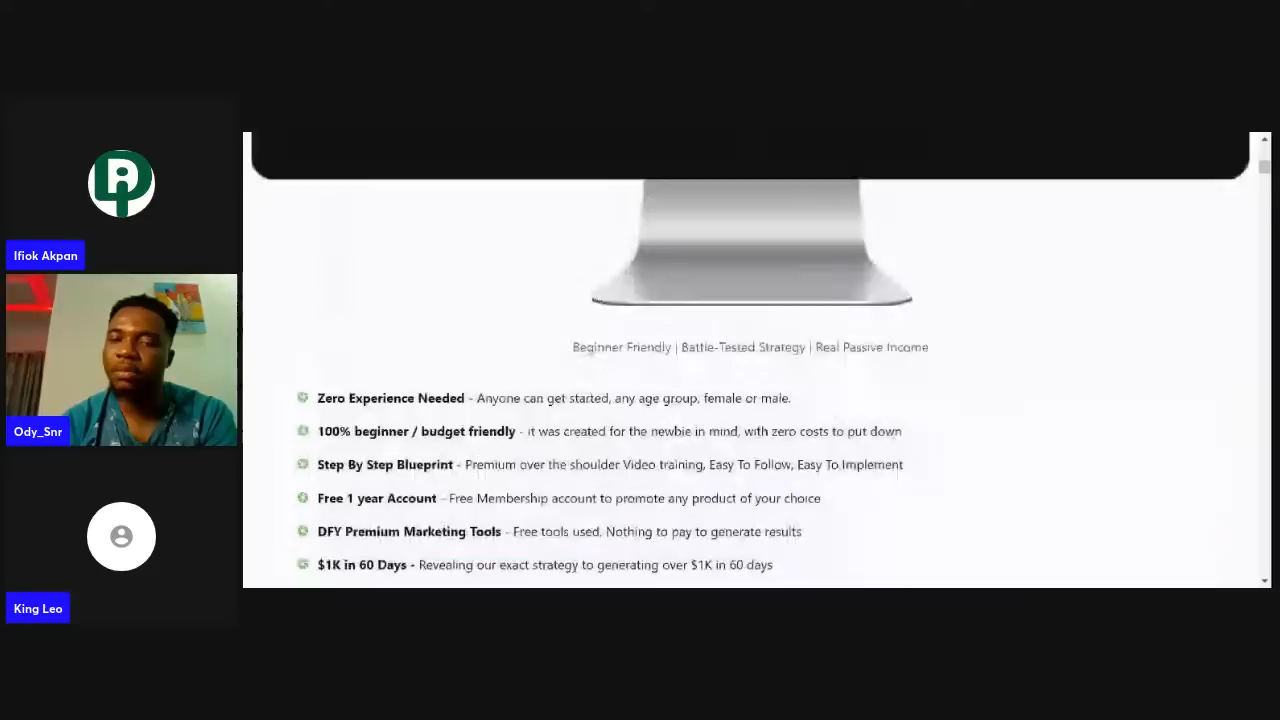 Ifiok Akpan
Ody_Snr
King Leo
Beginner Friendly | Battle-Tested Strategy | Real Passive Income
Zero Experience Needed - Anyone can get started, any age group, female or male.
100% beginner / budget friendly - it was created for the newbie in mind, with zero costs to put down
Step By Step Blueprint - Premium over the shoulder Video training, Easy To Follow, Easy To Implement
Free 1 year Account - Free Membership account to promote any product of your choice
DFY Premium Marketing Tools - Free tools used. Nothing to pay to generate results
$1K in 60 Days - Revealing our exact strategy to generating over $1K in 60 days